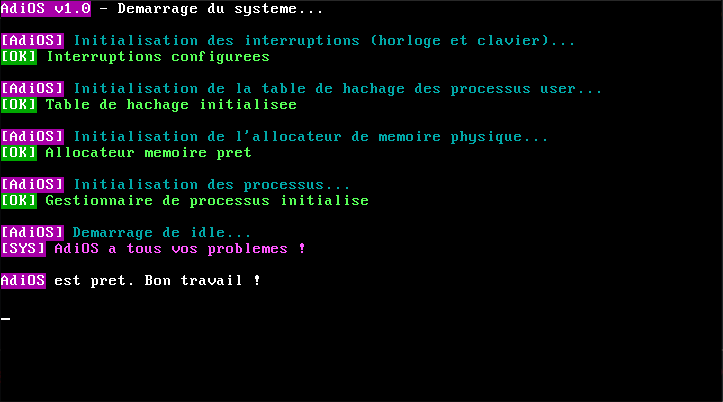 AdiOS v1.0 - Demarrage du systeme...
[AdiOS] Initialisation des interruptions (horloge et clavier)...
[OK] Interruptions configurees
[AdiOS] Initialisation de la table de hachage des processus user...
[OK] Table de hachage initialisee
[AdiOS] Initialisation de l'allocateur de memoire physique...
[OK] Allocateur memoire pret
[AdiOS] Initialisation des processus...
[OK] Gestionnaire de processus initialise
[AdiOS] Demarrage de idle...
[SYS] AdiOS a tous vos problemes !
AdiOS est pret. Bon travail !